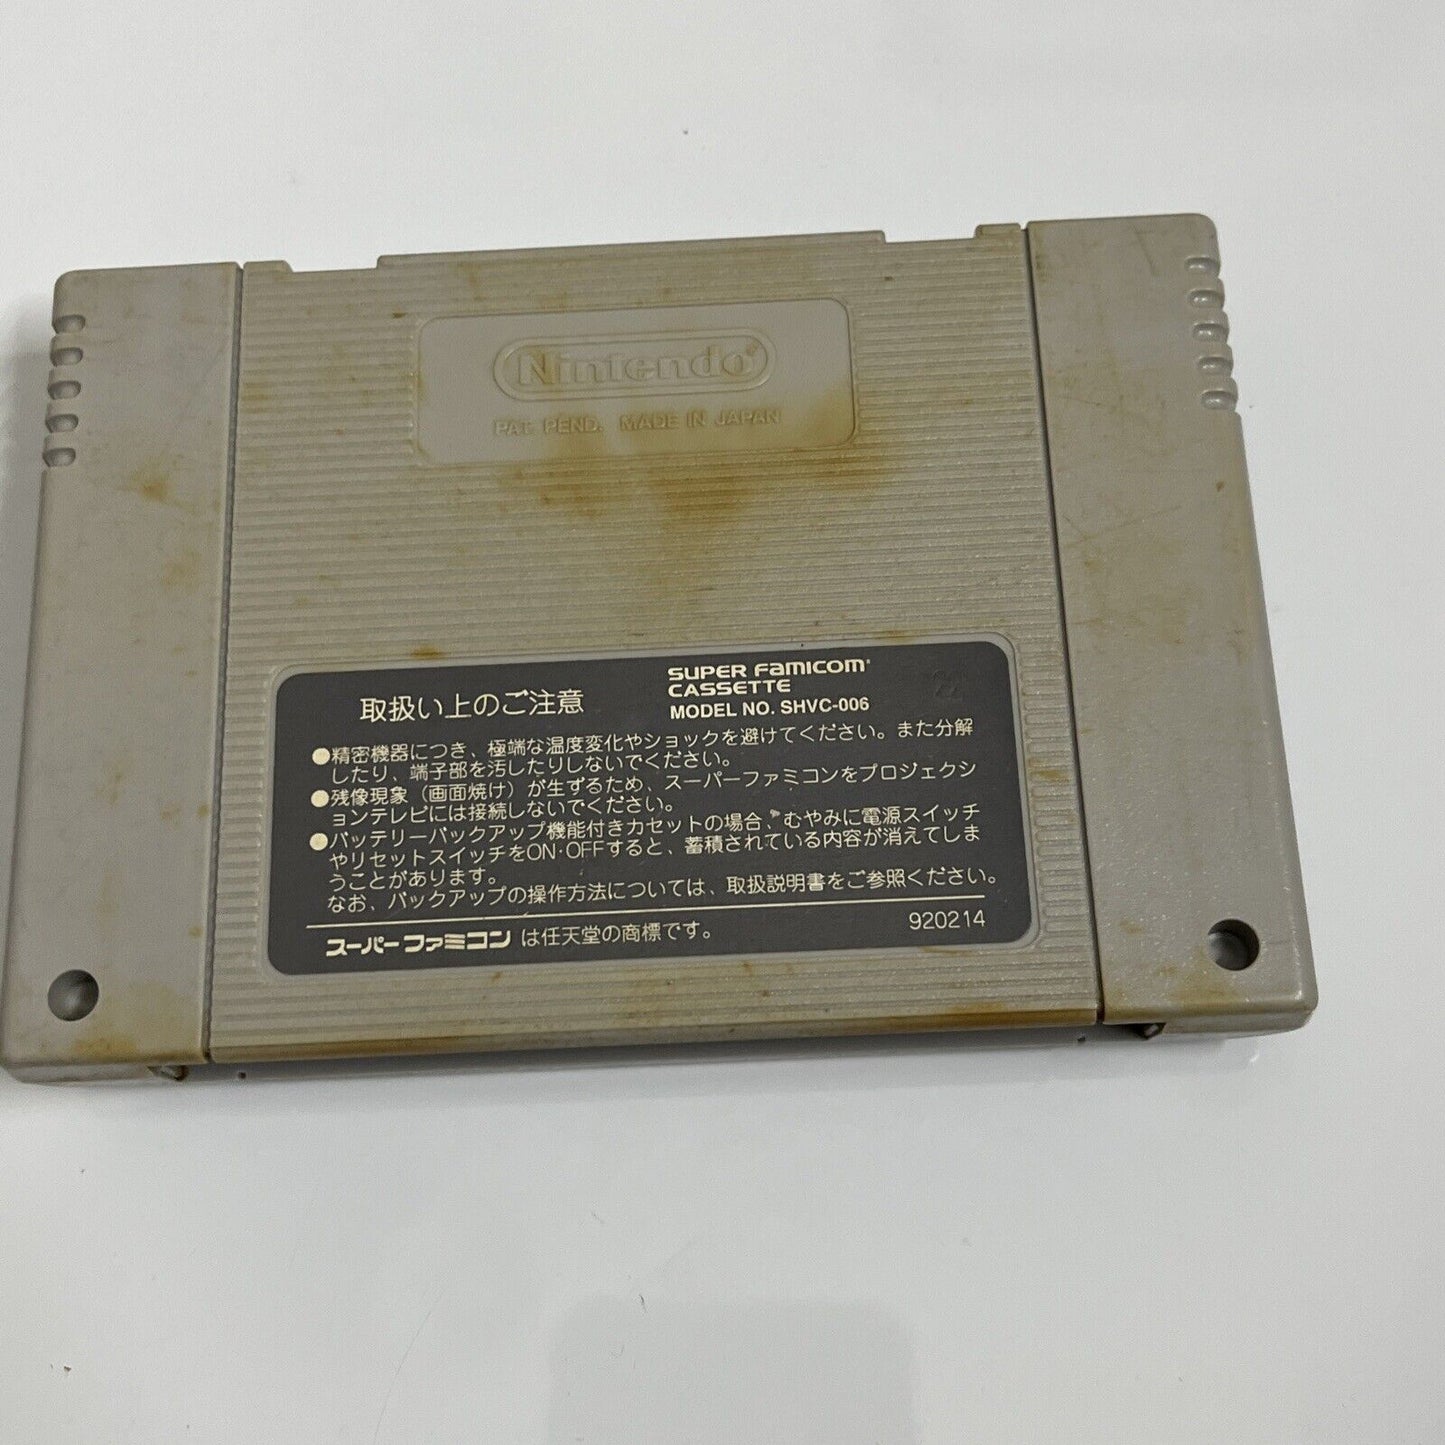 Nintendo®
PAT. PEND. MADE IN JAPAN
取扱い上のご注意
SUPER FAMICOM
CASSETTE
MODEL NO. SHVC-006
22
●精密機器につき、極端な温度変化やショックを避けてください。また分解
したり、端子部を汚したりしないでください。
●残像現象（画面焼け）が生ずるため、スーパーファミコンをプロジェクシ
ョンテレビには接続しないでください。
●バッテリーバックアップ機能付きカセットの場合、むやみに電源スイッチ
やリセットスイッチをON・OFFすると、蓄積されている内容が消えてしま
うことがあります。
なお、バックアップの操作方法については、取扱説明書をご参照ください。
スーパーファミコンは任天堂の商標です。
920214